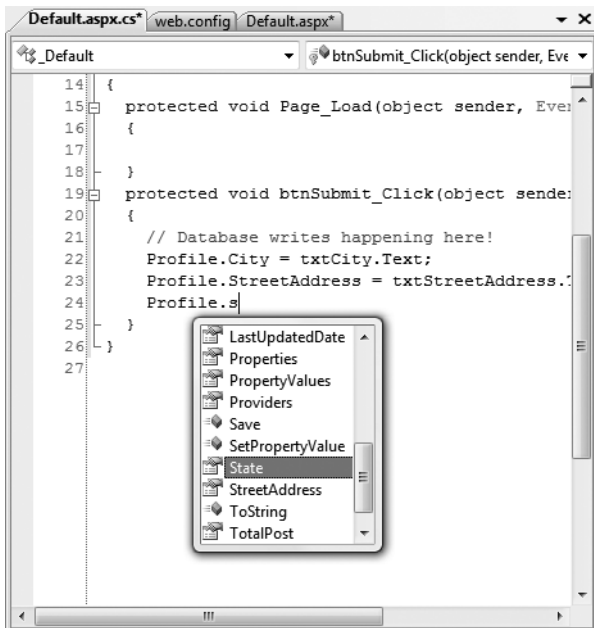 Default.aspx.cs* web.config Default.aspx*
_Default btnSubmit_Click(object sender, Eve
14 {
15 protected void Page_Load(object sender, Even
16 {
17
18 }
19 protected void btnSubmit_Click(object sender
20 {
21 // Database writes happening here!
22 Profile.City = txtCity.Text;
23 Profile.StreetAddress = txtStreetAddress.T
24 Profile.s
25 }
26 }
27
LastUpdatedDate
Properties
PropertyValues
Providers
Save
SetPropertyValue
State
StreetAddress
ToString
TotalPost